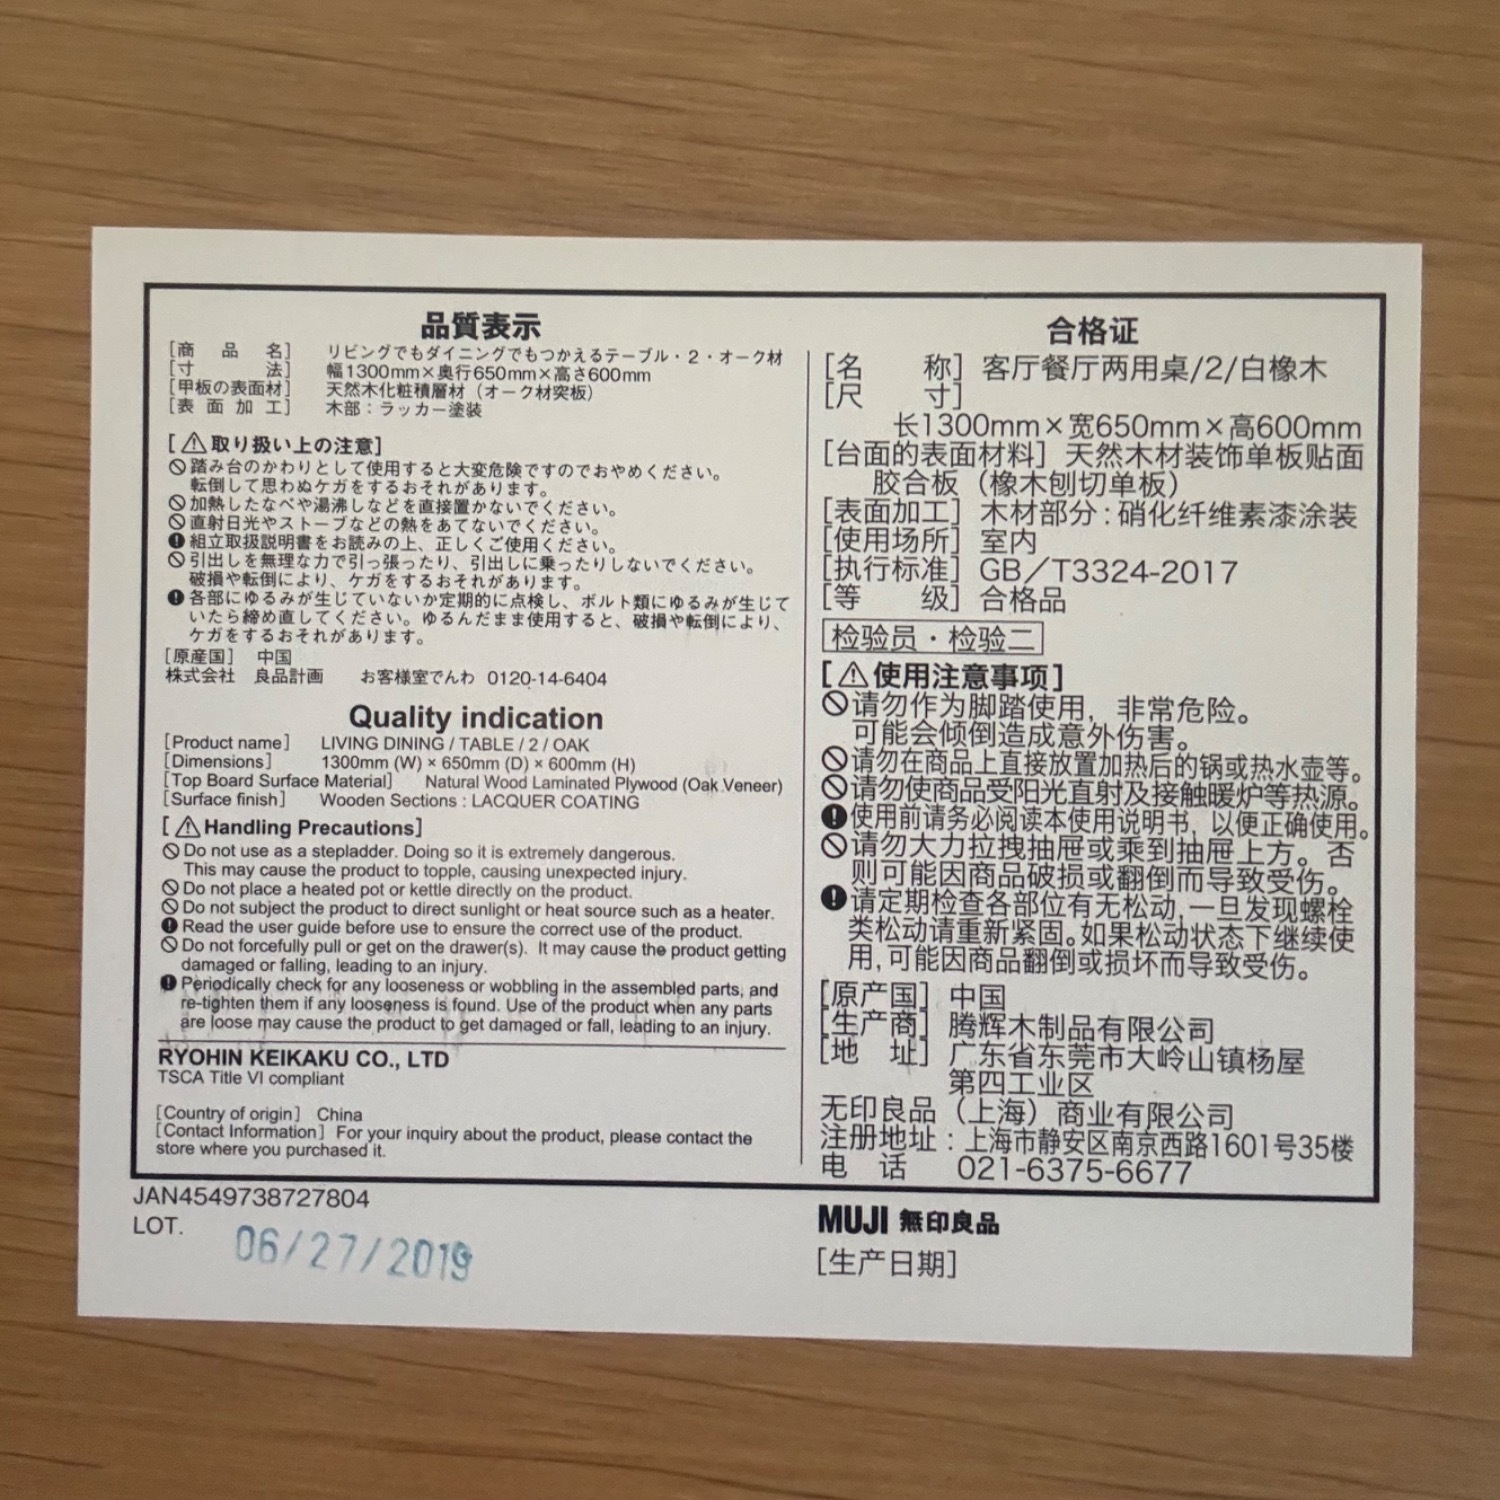 品質表示
[商品名] リビングでもダイニングでもつかえるテーブル・2・オーク材
[寸法] 幅1300mm×奥行650mm×高さ600mm
[甲板の表面材] 天然木化粧積層材（オーク材突板）
[表面加工] 木部：ラッカー塗装
[⚠取り扱い上の注意]
踏み台のかわりとして使用すると大変危険ですのでおやめください。
転倒して思わぬケガをするおそれがあります。
加熱したなべや湯沸しなどを直接置かないでください。
直射日光やストーブなどの熱をあてないでください。
組立取扱説明書をお読みの上、正しくご使用ください。
引出しを無理な力で引っ張ったり、引出しに乗ったりしないでください。
破損や転倒により、ケガをするおそれがあります。
各部にゆるみが生じていないか定期的に点検し、ボルト類にゆるみが生じて
いたら締め直してください。ゆるんだまま使用すると、破損や転倒により、
ケガをするおそれがあります。
[原産国] 中国
株式会社 良品計画 お客様室でんわ 0120-14-6404
Quality indication
[Product name] LIVING DINING / TABLE / 2 / OAK
[Dimensions] 1300mm (W) × 650mm (D) × 600mm (H)
[Top Board Surface Material] Natural Wood Laminated Plywood (Oak Veneer)
[Surface finish] Wooden Sections : LACQUER COATING
[⚠Handling Precautions]
Do not use as a stepladder. Doing so it is extremely dangerous.
This may cause the product to topple, causing unexpected injury.
Do not place a heated pot or kettle directly on the product.
Do not subject the product to direct sunlight or heat source such as a heater.
Read the user guide before use to ensure the correct use of the product.
Do not forcefully pull or get on the drawer(s). It may cause the product getting
damaged or falling, leading to an injury.
Periodically check for any looseness or wobbling in the assembled parts, and
re-tighten them if any looseness is found. Use of the product when any parts
are loose may cause the product to get damaged or fall, leading to an injury.
RYOHIN KEIKAKU CO., LTD
TSCA Title VI compliant
[Country of origin] China
[Contact Information] For your inquiry about the product, please contact the
store where you purchased it.
合格证
[名称] 客厅餐厅两用桌/2/白橡木
[尺寸]
长1300mm×宽650mm×高600mm
[台面的表面材料] 天然木材装饰单板贴面
胶合板（橡木刨切单板）
[表面加工] 木材部分：硝化纤维素漆涂装
[使用场所] 室内
[执行标准] GB／T3324-2017
[等级] 合格品
检验员・检验二
[⚠使用注意事项]
请勿作为脚踏使用，非常危险。
可能会倾倒造成意外伤害。
请勿在商品上直接放置加热后的锅或热水壶等。
请勿使商品受阳光直射及接触暖炉等热源。
使用前请务必阅读本使用说明书，以便正确使用。
请勿大力拉拽抽屉或乘到抽屉上方。否
则可能因商品破损或翻倒而导致受伤。
请定期检查各部位有无松动，一旦发现螺栓
类松动请重新紧固。如果松动状态下继续使
用，可能因商品翻倒或损坏而导致受伤。
[原产国] 中国
[生产商] 腾辉木制品有限公司
[地址] 广东省东莞市大岭山镇杨屋
第四工业区
无印良品（上海）商业有限公司
注册地址：上海市静安区南京西路1601号35楼
电话 021-6375-6677
JAN4549738727804
LOT.
06/27/2019
MUJI 無印良品
[生产日期]